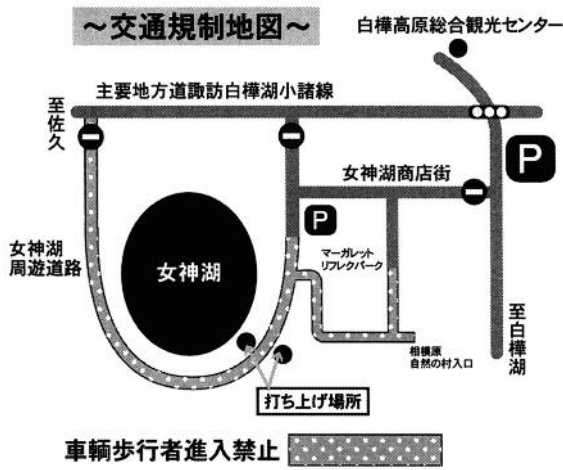 ～交通規制地図～
白樺高原総合観光センター
主要地方道諏訪白樺湖小諸線
至佐久
P
女神湖商店街
P
女神湖
周遊道路
女神湖
マーガレット
リフレクパーク
至白樺湖
相模原
自然の村入口
打ち上げ場所
車輌歩行者進入禁止